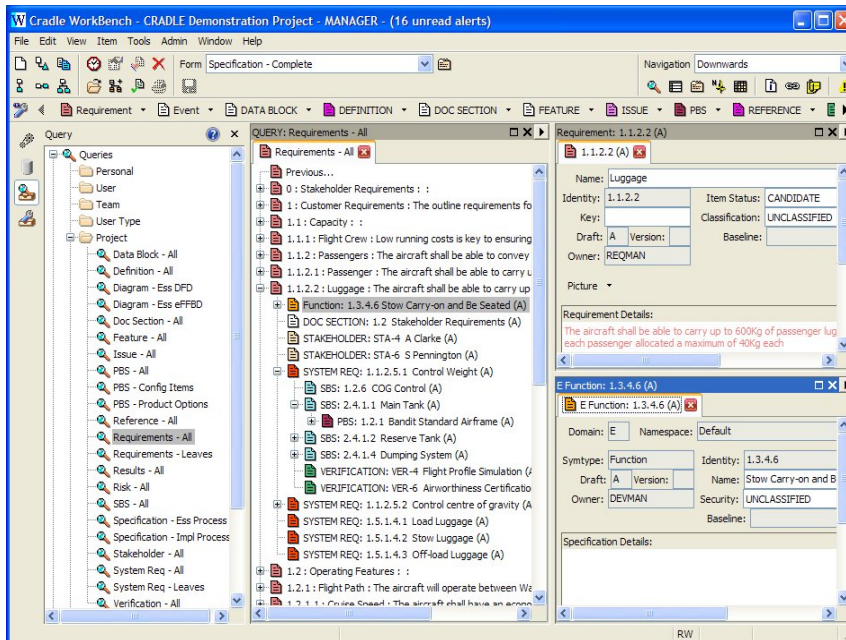 Cradle WorkBench - CRADLE Demonstration Project - MANAGER - (16 unread alerts)
File Edit View Item Tools Admin Window Help
Form Specification - Complete Navigation Downwards
Requirement Event DATA BLOCK DEFINITION DOC SECTION FEATURE ISSUE PBS REFERENCE
Query
Queries
Personal
User
Team
User Type
Project
Data Block - All
Definition - All
Diagram - Ess DFD
Diagram - Ess eFFBD
Doc Section - All
Feature - All
Issue - All
PBS - All
PBS - Config Items
PBS - Product Options
Reference - All
Requirements - All
Requirements - Leaves
Results - All
Risk - All
SBS - All
Specification - Ess Process
Specification - Impl Process
Stakeholder - All
System Req - All
System Req - Leaves
Verification - All
QUERY: Requirements - All
Requirements - All
Previous...
0 : Stakeholder Requirements : :
1 : Customer Requirements : The outline requirements fo
1.1 : Capacity : :
1.1.1 : Flight Crew : Low running costs is key to ensuring
1.1.2 : Passengers : The aircraft shall be able to convey
1.1.2.1 : Passenger : The aircraft shall be able to carry u
1.1.2.2 : Luggage : The aircraft shall be able to carry up
Function: 1.3.4.6 Stow Carry-on and Be Seated (A)
DOC SECTION: 1.2 Stakeholder Requirements (A)
STAKEHOLDER: STA-4 A Clarke (A)
STAKEHOLDER: STA-6 S Pennington (A)
SYSTEM REQ: 1.1.2.5.1 Control Weight (A)
SBS: 1.2.6 COG Control (A)
SBS: 2.4.1.1 Main Tank (A)
PBS: 1.2.1 Bandit Standard Airframe (A)
SBS: 2.4.1.2 Reserve Tank (A)
SBS: 2.4.1.4 Dumping System (A)
VERIFICATION: VER-4 Flight Profile Simulation (A
VERIFICATION: VER-6 Airworthiness Certificatio
SYSTEM REQ: 1.1.2.5.2 Control centre of gravity (A
SYSTEM REQ: 1.5.1.4.1 Load Luggage (A)
SYSTEM REQ: 1.5.1.4.2 Stow Luggage (A)
SYSTEM REQ: 1.5.1.4.3 Off-load Luggage (A)
1.2 : Operating Features : :
1.2.1 : Flight Path : The aircraft will operate between Wa
1.2.1.1 : Cruise Speed : The aircraft shall have an econo
Requirement: 1.1.2.2 (A)
1.1.2.2 (A)
Name: Luggage
Identity: 1.1.2.2 Item Status: CANDIDATE
Key: Classification: UNCLASSIFIED
Draft: A Version: Baseline:
Owner: REQMAN
Picture
Requirement Details:
The aircraft shall be able to carry up to 600Kg of passenger lug
each passenger allocated a maximum of 40Kg each
E Function: 1.3.4.6 (A)
E Function: 1.3.4.6 (A)
Domain: E Namespace: Default
Symtype: Function Identity: 1.3.4.6
Draft: A Version: Name: Stow Carry-on and B
Owner: DEVMAN Security: UNCLASSIFIED
Baseline:
Specification Details:
RW